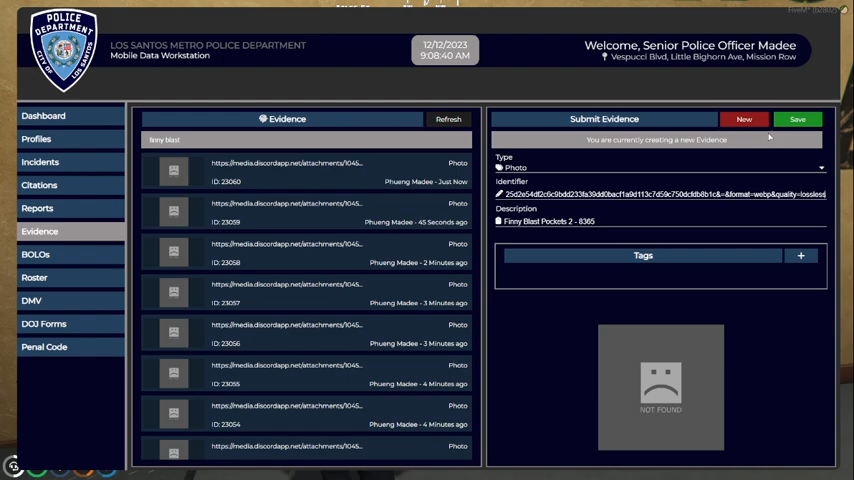 FiveM® (b2802)
POLICE
DEPARTMENT
CITY OF
LOS SANTOS
LOS SANTOS METRO POLICE DEPARTMENT
Mobile Data Workstation
12/12/2023
9:08:40 AM
Welcome, Senior Police Officer Madee
Vespucci Blvd, Little Bighorn Ave, Mission Row
Dashboard
Profiles
Incidents
Citations
Reports
Evidence
BOLOs
Roster
DMV
DOJ Forms
Penal Code
Evidence
Refresh
finny blast
https://media.discordapp.net/attachments/1045... Photo
ID: 23060 Phueng Madee - Just Now
https://media.discordapp.net/attachments/1045... Photo
ID: 23059 Phueng Madee - 45 Seconds ago
https://media.discordapp.net/attachments/1045... Photo
ID: 23058 Phueng Madee - 2 Minutes ago
https://media.discordapp.net/attachments/1045... Photo
ID: 23057 Phueng Madee - 3 Minutes ago
https://media.discordapp.net/attachments/1045... Photo
ID: 23056 Phueng Madee - 3 Minutes ago
https://media.discordapp.net/attachments/1045... Photo
ID: 23055 Phueng Madee - 4 Minutes ago
https://media.discordapp.net/attachments/1045... Photo
ID: 23054 Phueng Madee - 4 Minutes ago
https://media.discordapp.net/attachments/1045... Photo
Submit Evidence
New
Save
You are currently creating a new Evidence
Type
Photo
Identifier
25d2e54df2c6c9bdd233fa39dd0bacf1a9d113c7d59c750dcfdb8b1c&=&format=webp&quality=lossless
Description
Finny Blast Pockets 2 - 8365
Tags
+
NOT FOUND